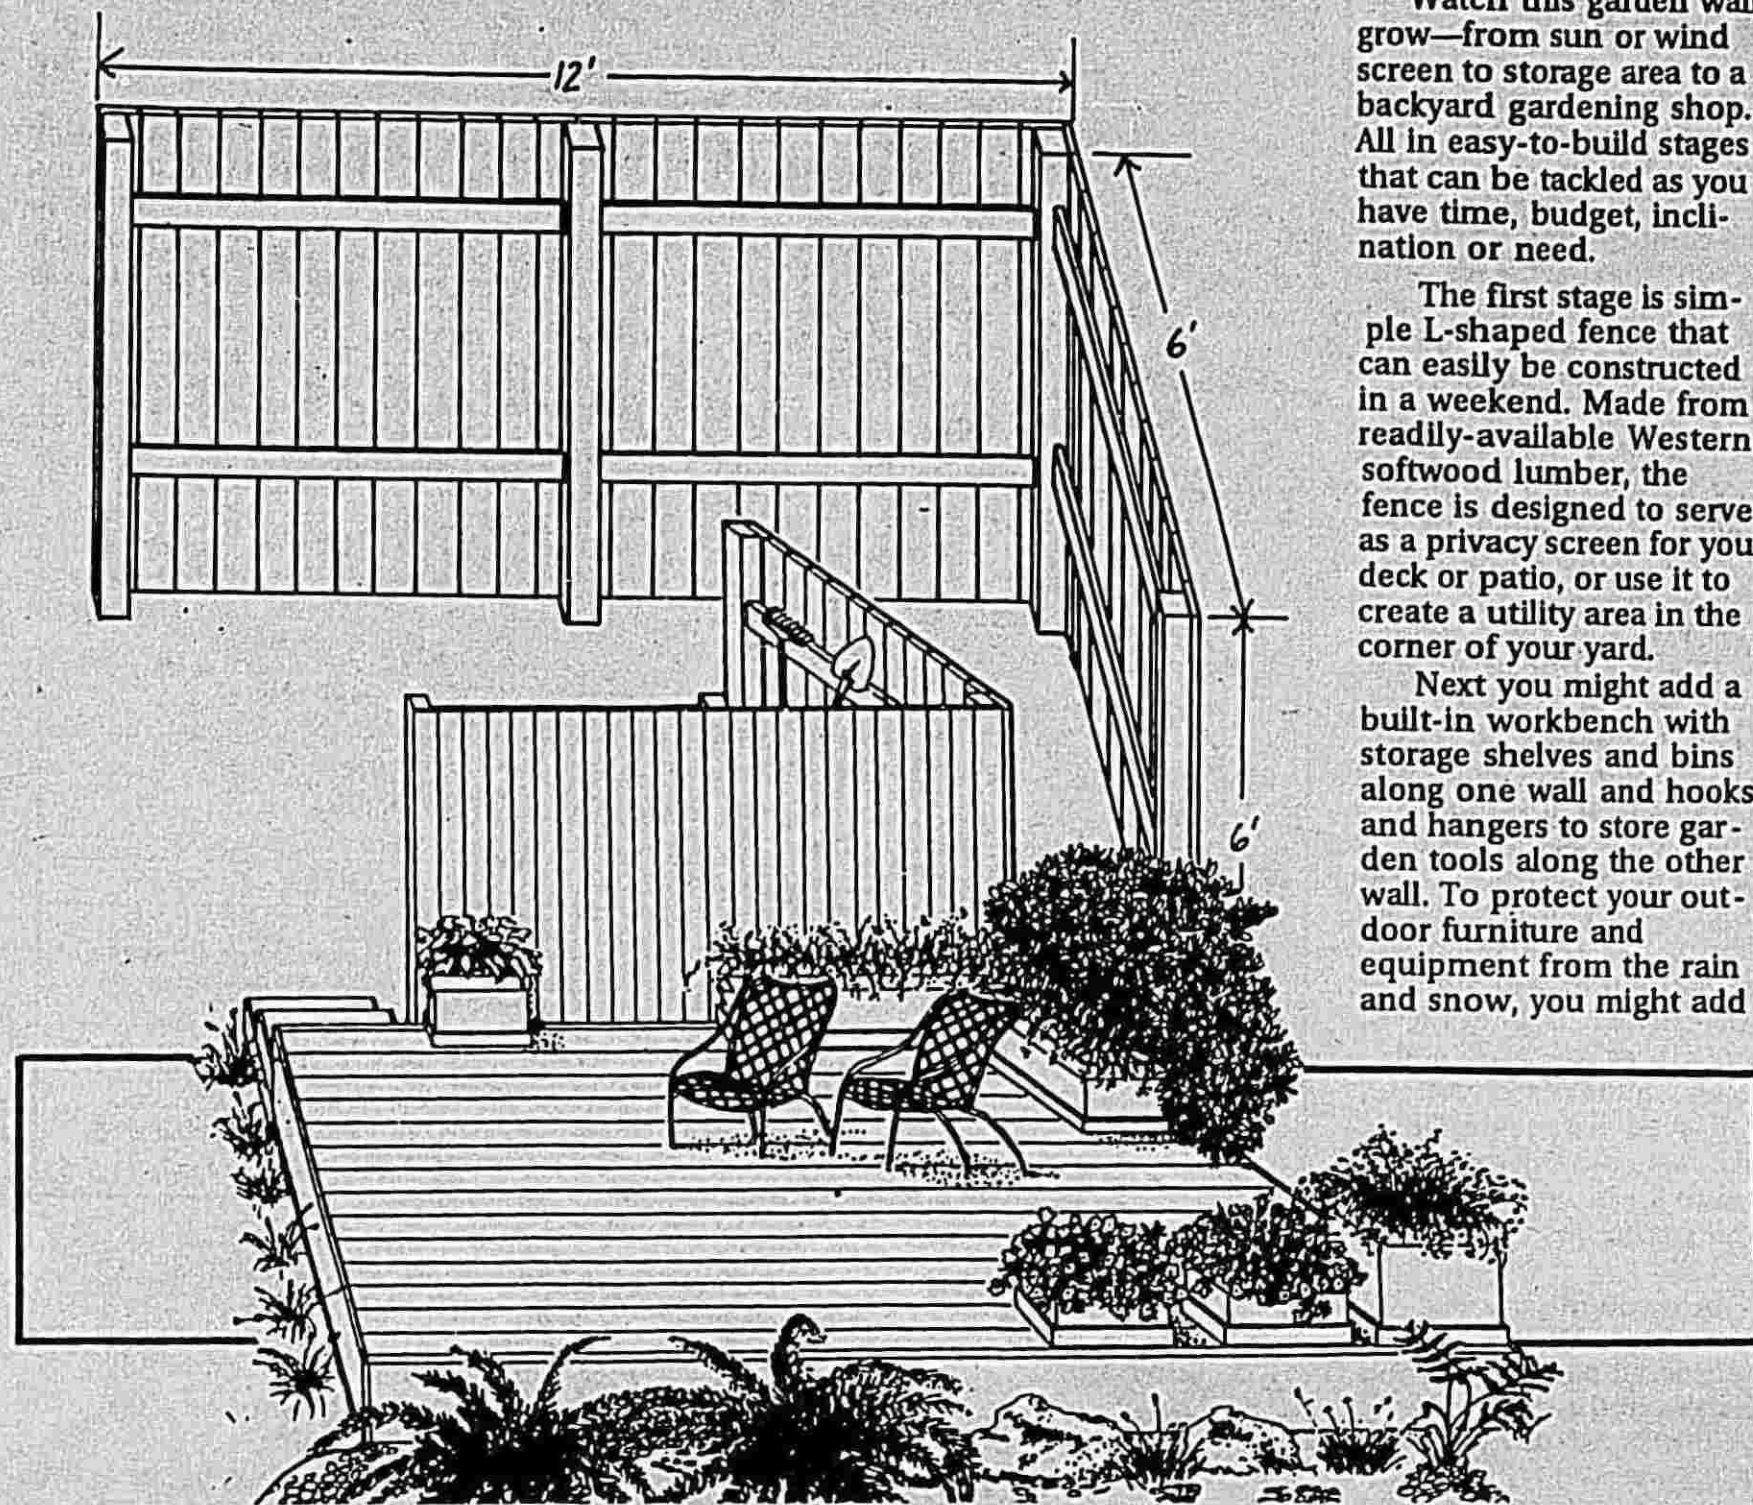 12'
6'
6'
Watch this garden wall
grow—from sun or wind
screen to storage area to a
backyard gardening shop.
All in easy-to-build stages
that can be tackled as you
have time, budget, incli-
nation or need.
The first stage is sim-
ple L-shaped fence that
can easily be constructed
in a weekend. Made from
readily-available Western
softwood lumber, the
fence is designed to serve
as a privacy screen for you
deck or patio, or use it to
create a utility area in the
corner of your yard.
Next you might add a
built-in workbench with
storage shelves and bins
along one wall and hooks
and hangers to store gar-
den tools along the other
wall. To protect your out-
door furniture and
equipment from the rain
and snow, you might add